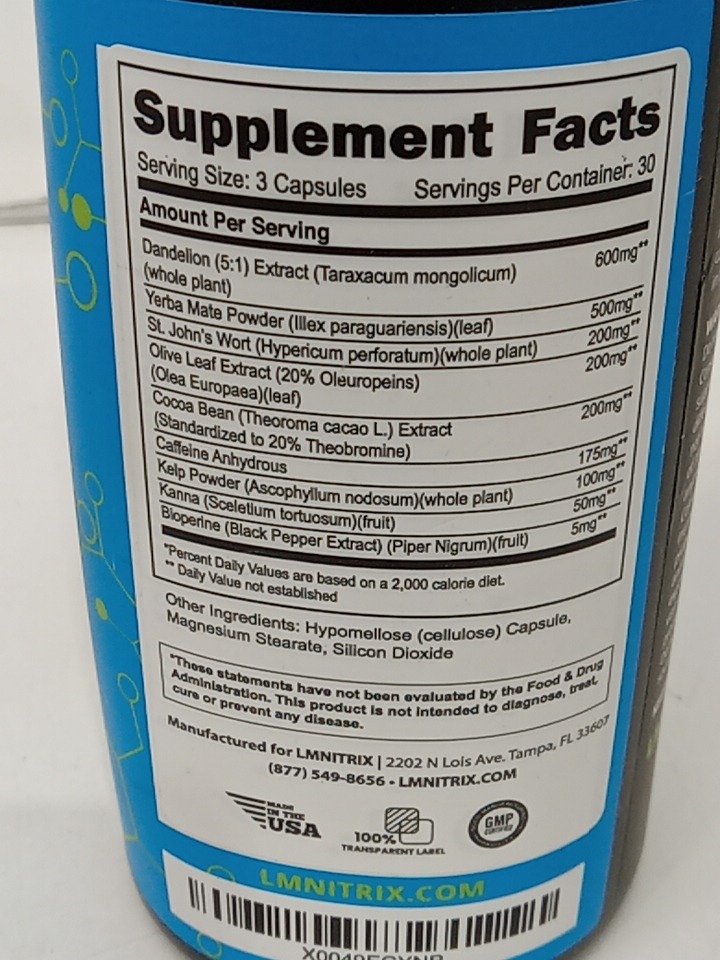 Supplement Facts
Serving Size: 3 Capsules Servings Per Container: 30
Amount Per Serving
Dandelion (5:1) Extract (Taraxacum mongolicum) 600mg**
(whole plant)
Yerba Mate Powder (Illex paraguariensis)(leaf) 500mg**
St. John's Wort (Hypericum perforatum)(whole plant) 200mg**
Olive Leaf Extract (20% Oleuropeins) 200mg**
(Olea Europaea)(leaf)
Cocoa Bean (Theoroma cacao L.) Extract 200mg**
(Standardized to 20% Theobromine)
Caffeine Anhydrous 175mg**
Kelp Powder (Ascophyllum nodosum)(whole plant) 100mg**
Kanna (Sceletium tortuosum)(fruit) 50mg**
Bioperine (Black Pepper Extract) (Piper Nigrum)(fruit) 5mg**
*Percent Daily Values are based on a 2,000 calorie diet.
** Daily Value not established
Other Ingredients: Hypomellose (cellulose) Capsule,
Magnesium Stearate, Silicon Dioxide
*These statements have not been evaluated by the Food & Drug
Administration. This product is not intended to diagnose, treat,
cure or prevent any disease.
Manufactured for LMNITRIX | 2202 N Lois Ave. Tampa, FL 33607
(877) 549-8656 • LMNITRIX.COM
MADE
IN THE
USA
100%
TRANSPARENT LABEL
GMP
CERTIFIED
LMNITRIX.COM